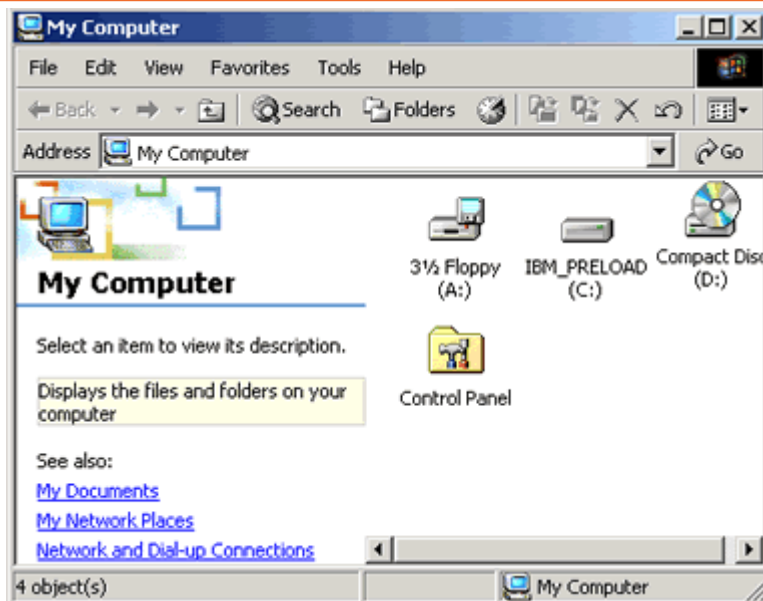 My Computer
File Edit View Favorites Tools Help
Back Search Folders
Address My Computer Go
My Computer
Select an item to view its description.
Displays the files and folders on your
computer
See also:
My Documents
My Network Places
Network and Dial-up Connections
3½ Floppy
(A:)
IBM_PRELOAD
(C:)
Compact Disc
(D:)
Control Panel
4 object(s) My Computer